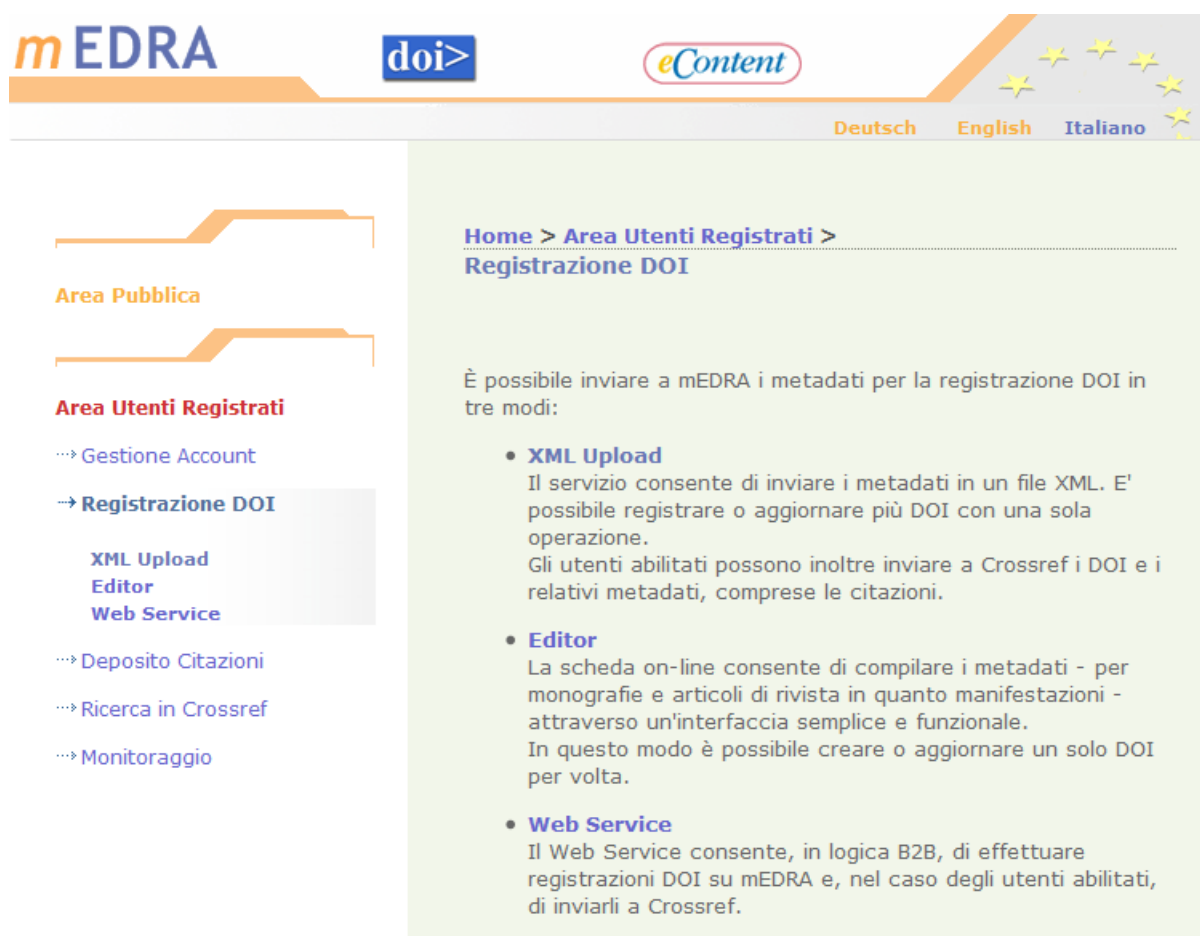 mEDRA
doi>
eContent
Deutsch English Italiano
Area Pubblica
Area Utenti Registrati
Gestione Account
Registrazione DOI
XML Upload
Editor
Web Service
Deposito Citazioni
Ricerca in Crossref
Monitoraggio
Home > Area Utenti Registrati >
Registrazione DOI
È possibile inviare a mEDRA i metadati per la registrazione DOI in
tre modi:
• XML Upload
Il servizio consente di inviare i metadati in un file XML. E'
possibile registrare o aggiornare più DOI con una sola
operazione.
Gli utenti abilitati possono inoltre inviare a Crossref i DOI e i
relativi metadati, comprese le citazioni.
• Editor
La scheda on-line consente di compilare i metadati - per
monografie e articoli di rivista in quanto manifestazioni -
attraverso un'interfaccia semplice e funzionale.
In questo modo è possibile creare o aggiornare un solo DOI
per volta.
• Web Service
Il Web Service consente, in logica B2B, di effettuare
registrazioni DOI su mEDRA e, nel caso degli utenti abilitati,
di inviarli a Crossref.